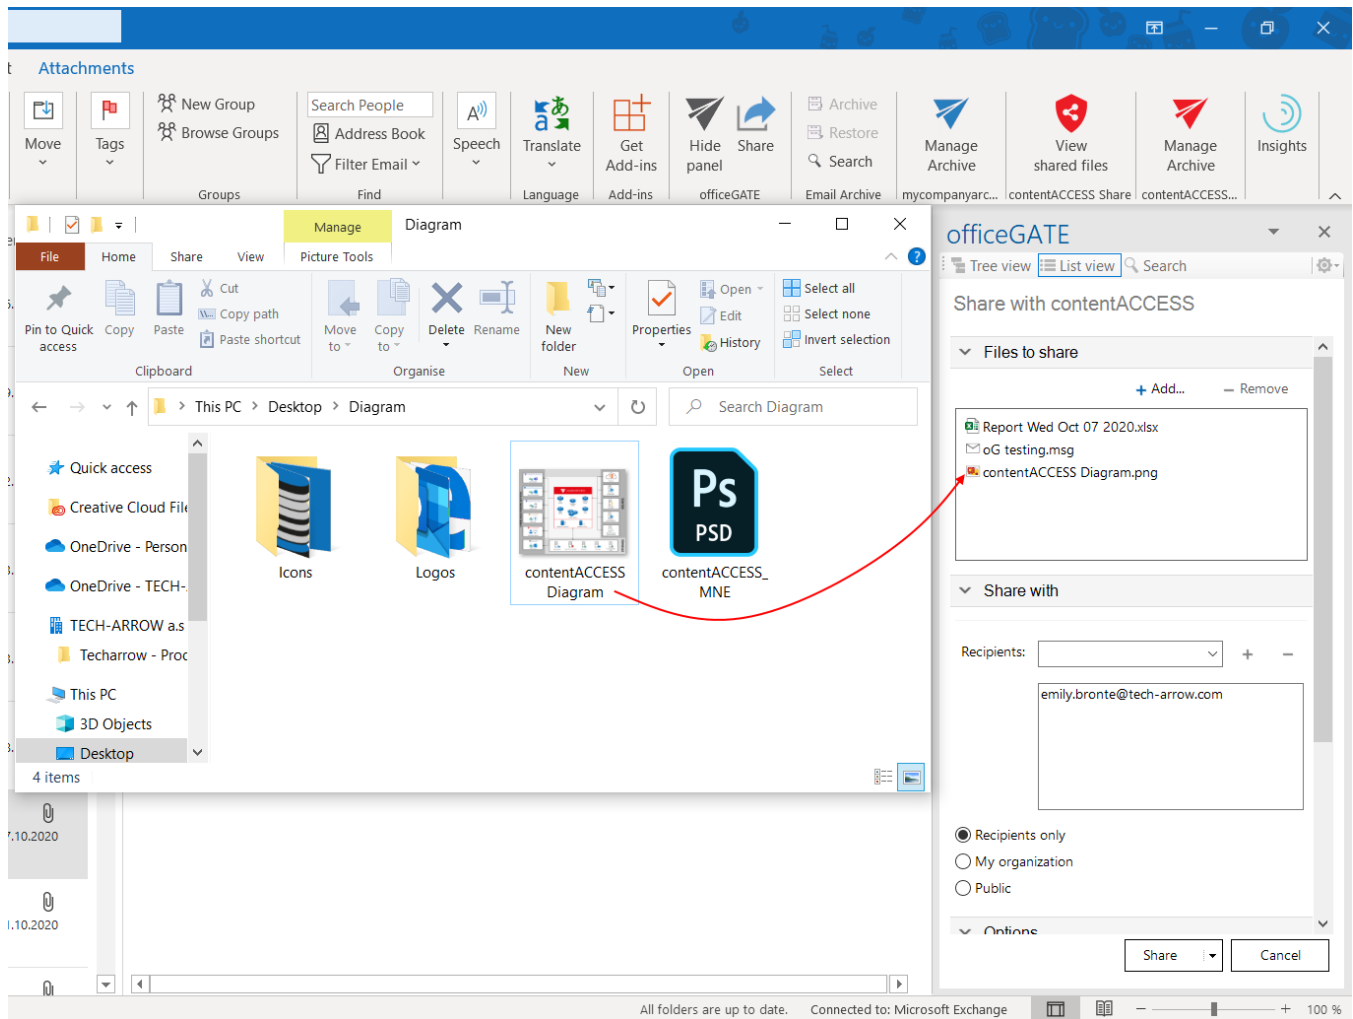 Attachments
Move
Tags
New Group
Browse Groups
Groups
Search People
Address Book
Filter Email
Find
Speech
Translate
Language
Get
Add-ins
Add-ins
Hide
panel
Share
officeGATE
Archive
Restore
Search
Email Archive
Manage
Archive
mycompanyarc...
View
shared files
contentACCESS Share
Manage
Archive
contentACCESS...
Insights
Manage
Diagram
File
Home
Share
View
Picture Tools
Pin to Quick
access
Copy
Paste
Cut
Copy path
Paste shortcut
Clipboard
Move
to
Copy
to
Delete
Rename
Organise
New
folder
New
Properties
Open
Edit
History
Open
Select all
Select none
Invert selection
Select
This PC > Desktop > Diagram
Search Diagram
Quick access
Creative Cloud File
OneDrive - Person
OneDrive - TECH-
TECH-ARROW a.s
Techarrow - Proc
This PC
3D Objects
Desktop
4 items
Icons
Logos
contentACCESS
Diagram
Ps
PSD
contentACCESS_
MNE
7.10.2020
1.10.2020
officeGATE
Tree view
List view
Search
Share with contentACCESS
Files to share
+ Add...
– Remove
Report Wed Oct 07 2020.xlsx
oG testing.msg
contentACCESS Diagram.png
Share with
Recipients:
emily.bronte@tech-arrow.com
Recipients only
My organization
Public
Options
Share
Cancel
All folders are up to date.
Connected to: Microsoft Exchange
100 %